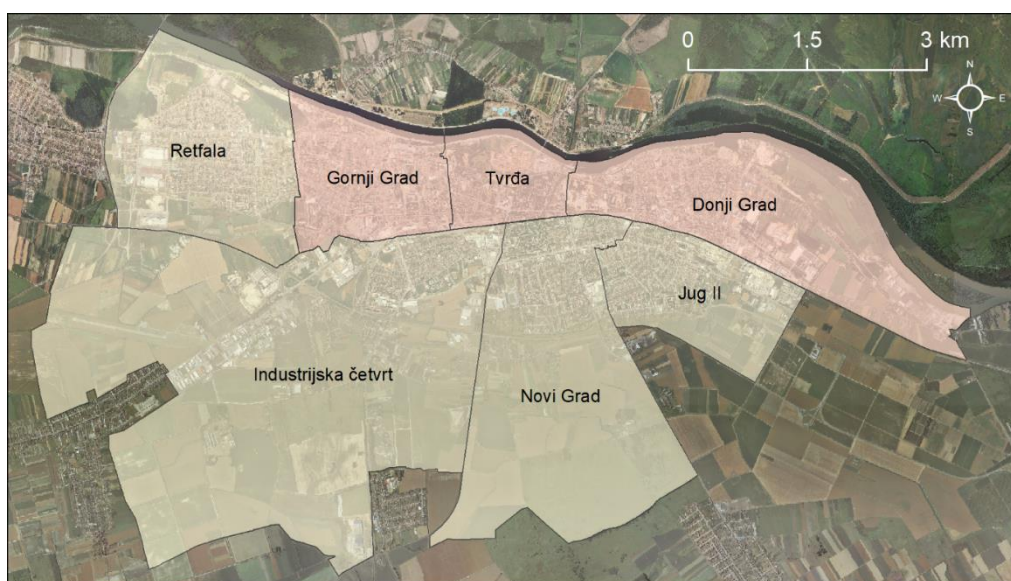 0 1.5 3 km
N
W E
S
Retfala
Gornji Grad
Tvrđa
Donji Grad
Jug II
Industrijska četvrt
Novi Grad